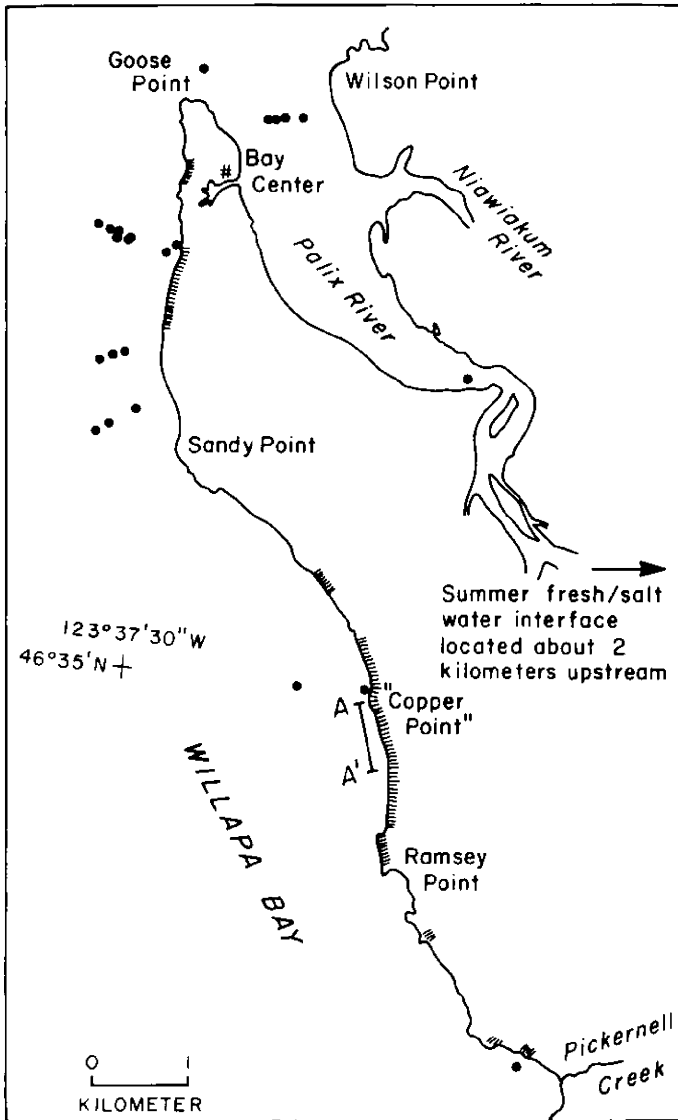 Goose
Point
Wilson Point
#
Bay
Center
Niawiakum
River
Palix River
Sandy Point
Summer fresh/salt
water interface
located about 2
kilometers upstream
123°37'30"W
46°35'N
"Copper
Point"
A
A'
WILLAPA BAY
Ramsey
Point
Pickernell
Creek
0 1
KILOMETER